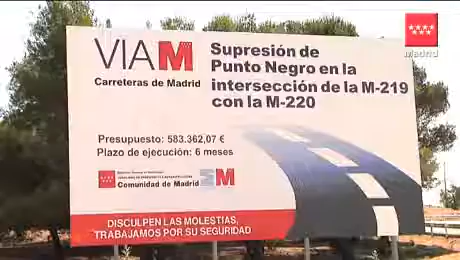 VIAM
Carreteras de Madrid
Supresión de
Punto Negro en la
intersección de la M-219
con la M-220
Presupuesto: 583.362,07 €
Plazo de ejecución: 6 meses
Comunidad de Madrid
M
DISCULPEN LAS MOLESTIAS,
TRABAJAMOS POR SU SEGURIDAD
Madrid